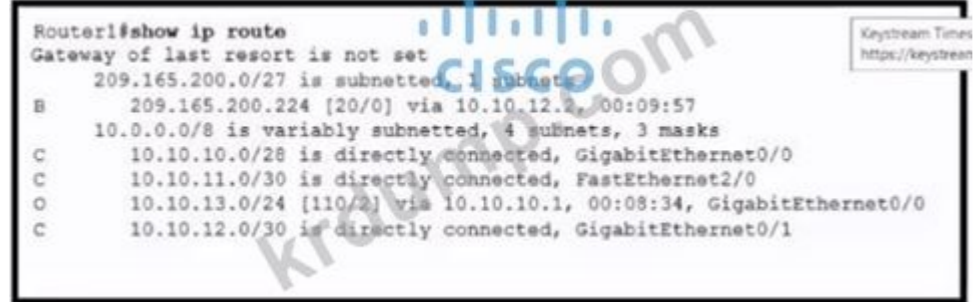 Router1#show ip route
Gateway of last resort is not set
209.165.200.0/27 is subnetted, 1 subnets
B 209.165.200.224 [20/0] via 10.10.12.2, 00:09:57
10.0.0.0/8 is variably subnetted, 4 subnets, 3 masks
C 10.10.10.0/28 is directly connected, GigabitEthernet0/0
C 10.10.11.0/30 is directly connected, FastEthernet2/0
O 10.10.13.0/24 [110/2] via 10.10.10.1, 00:08:34, GigabitEthernet0/0
C 10.10.12.0/30 is directly connected, GigabitEthernet0/1
CISCO
krdump.com
Keystream Times
https://keystream